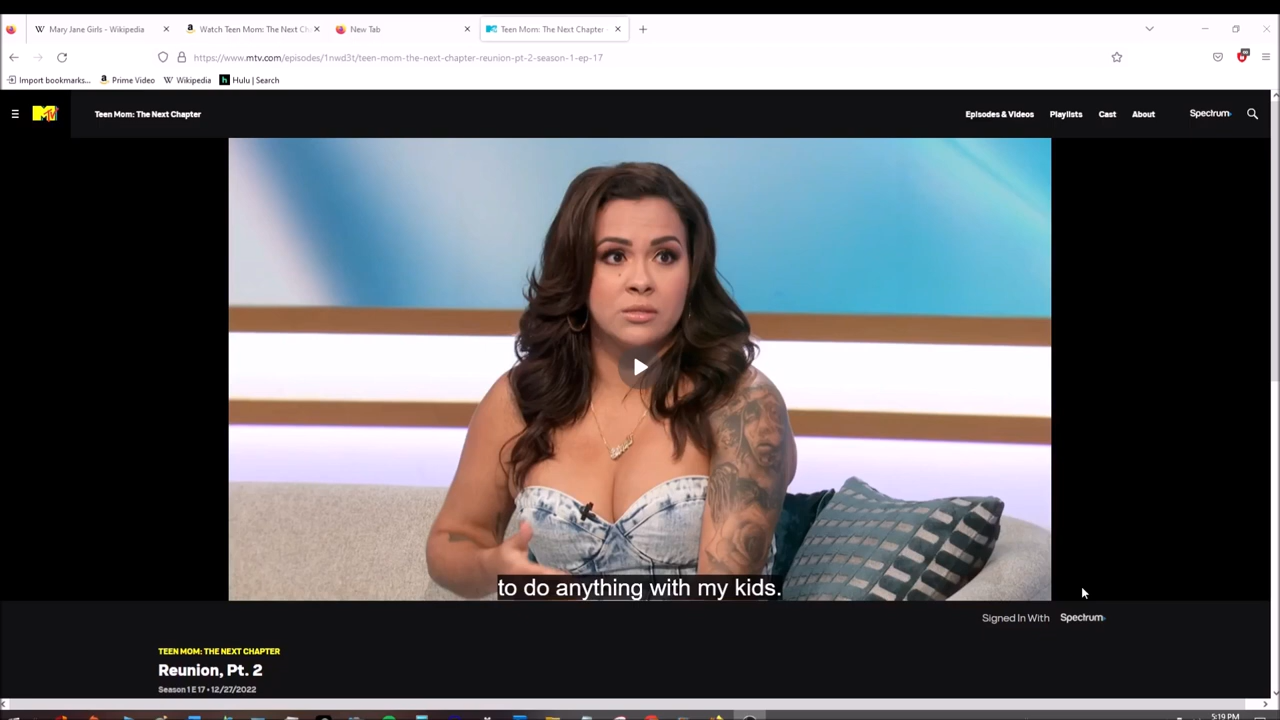 Mary Jane Girls - Wikipedia
Watch Teen Mom: The Next Ch
New Tab
Teen Mom: The Next Chapter -
https://www.mtv.com/episodes/1nwd3t/teen-mom-the-next-chapter-reunion-pt-2-season-1-ep-17
Import bookmarks...
Prime Video
Wikipedia
Hulu | Search
Teen Mom: The Next Chapter
Episodes & Videos
Playlists
Cast
About
Spectrum
to do anything with my kids.
Signed In With Spectrum
TEEN MOM: THE NEXT CHAPTER
Reunion, Pt. 2
Season 1 E 17 • 12/27/2022
5:19 PM